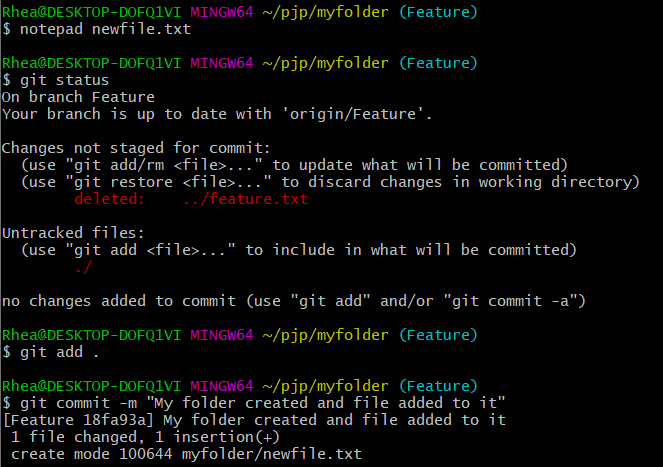 Rhea@DESKTOP-DOFQ1VI MINGW64 ~/pjp/myfolder (Feature)
$ notepad newfile.txt

Rhea@DESKTOP-DOFQ1VI MINGW64 ~/pjp/myfolder (Feature)
$ git status
On branch Feature
Your branch is up to date with 'origin/Feature'.

Changes not staged for commit:
  (use "git add/rm <file>..." to update what will be committed)
  (use "git restore <file>..." to discard changes in working directory)
        deleted:    ../feature.txt

Untracked files:
  (use "git add <file>..." to include in what will be committed)
        ./

no changes added to commit (use "git add" and/or "git commit -a")

Rhea@DESKTOP-DOFQ1VI MINGW64 ~/pjp/myfolder (Feature)
$ git add .

Rhea@DESKTOP-DOFQ1VI MINGW64 ~/pjp/myfolder (Feature)
$ git commit -m "My folder created and file added to it"
[Feature 18fa93a] My folder created and file added to it
 1 file changed, 1 insertion(+)
 create mode 100644 myfolder/newfile.txt